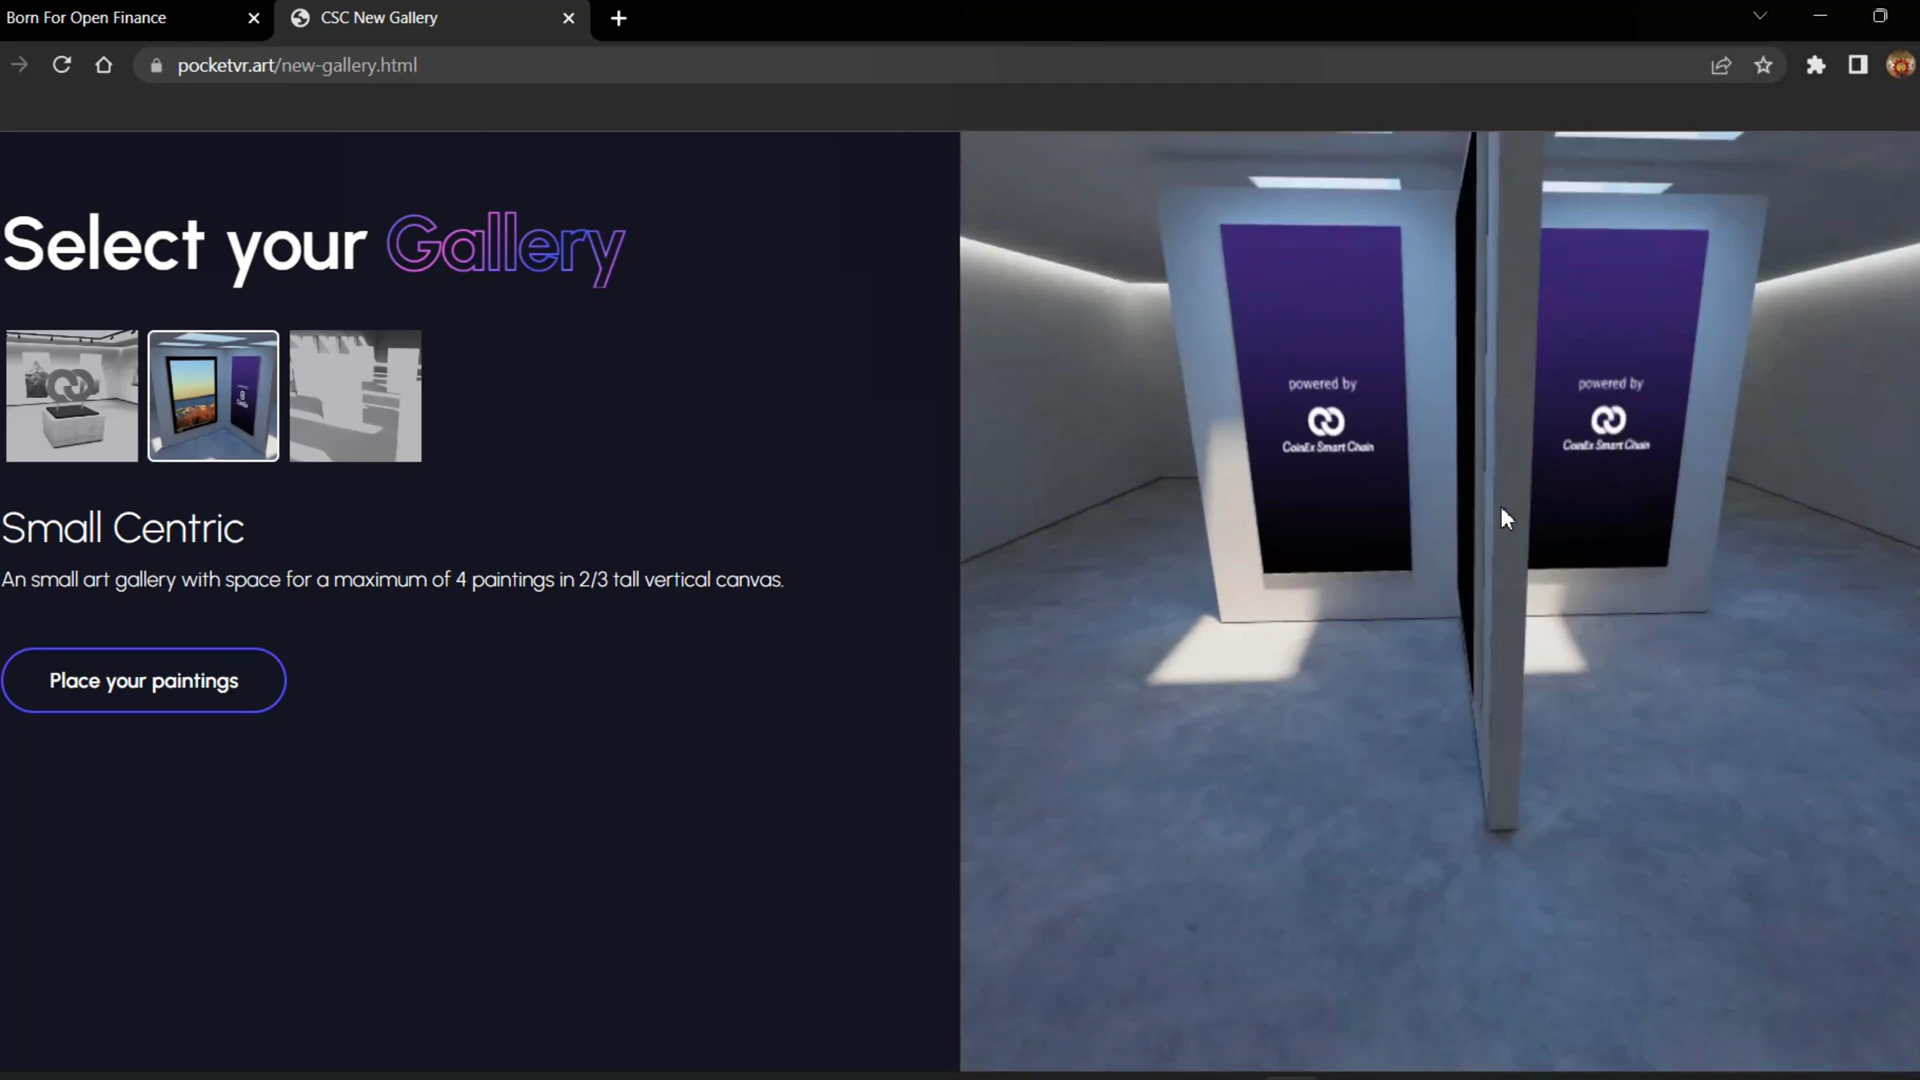 Born For Open Finance
CSC New Gallery
pocketvr.art/new-gallery.html
Select your Gallery
Small Centric
An small art gallery with space for a maximum of 4 paintings in 2/3 tall vertical canvas.
Place your paintings
powered by
CoinEx Smart Chain
powered by
CoinEx Smart Chain